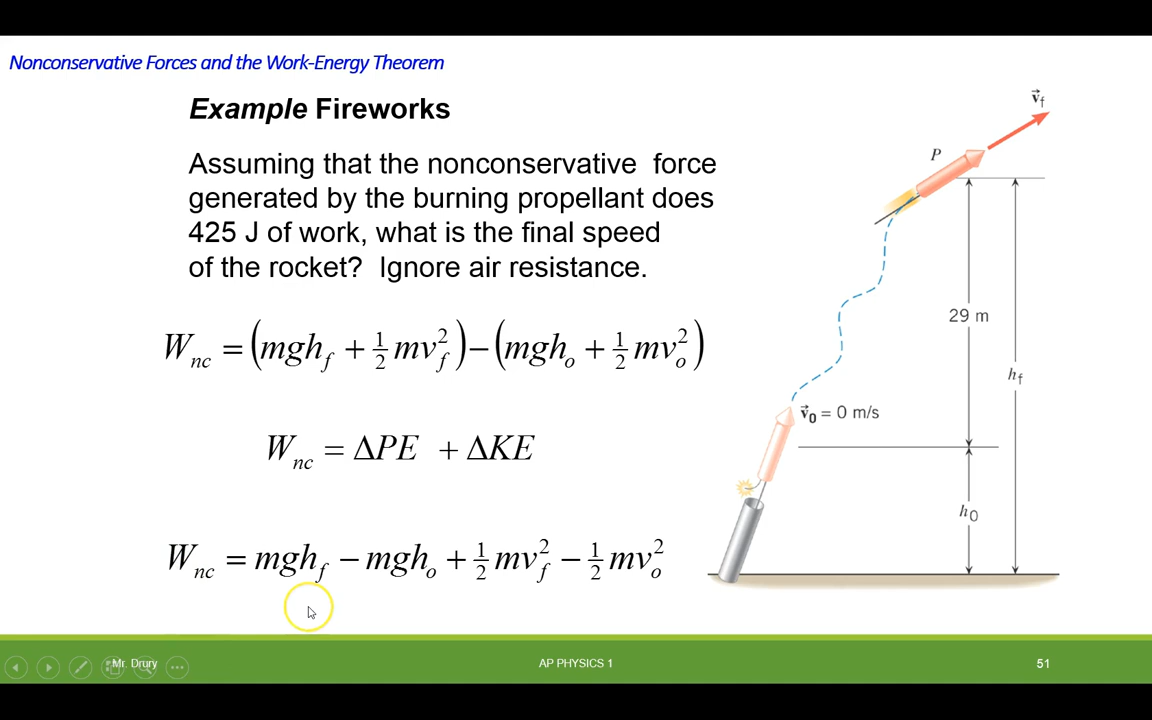 Nonconservative Forces and the Work-Energy Theorem
Example Fireworks
Assuming that the nonconservative force
generated by the burning propellant does
425 J of work, what is the final speed
of the rocket? Ignore air resistance.
W_nc = (mgh_f + ½mv_f²) − (mgh_o + ½mv_o²)
W_nc = ΔPE + ΔKE
W_nc = mgh_f − mgh_o + ½mv_f² − ½mv_o²
v⃗_f
P
29 m
h_f
v⃗_0 = 0 m/s
h_0
Mr. Drury
AP PHYSICS 1
51